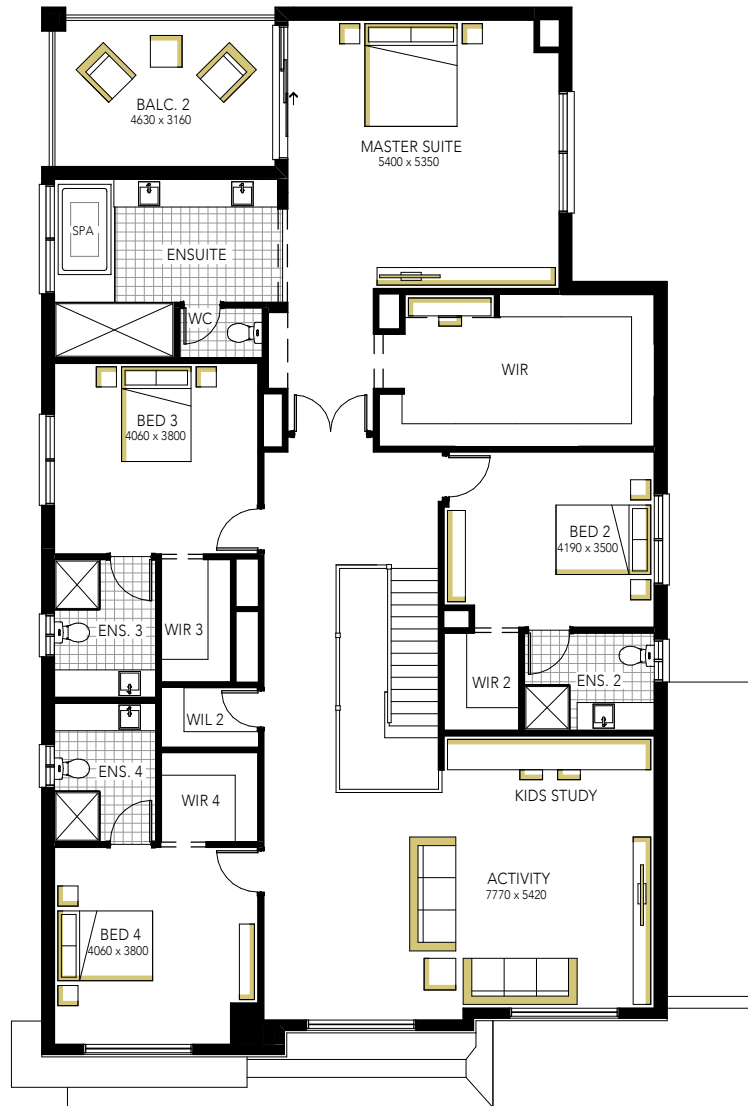 BALC. 2
4630 x 3160
MASTER SUITE
5400 x 5350
SPA
ENSUITE
WC
WIR
BED 3
4060 x 3800
BED 2
4190 x 3500
ENS. 3
WIR 3
WIR 2
ENS. 2
WIL 2
ENS. 4
WIR 4
KIDS STUDY
ACTIVITY
7770 x 5420
BED 4
4060 x 3800